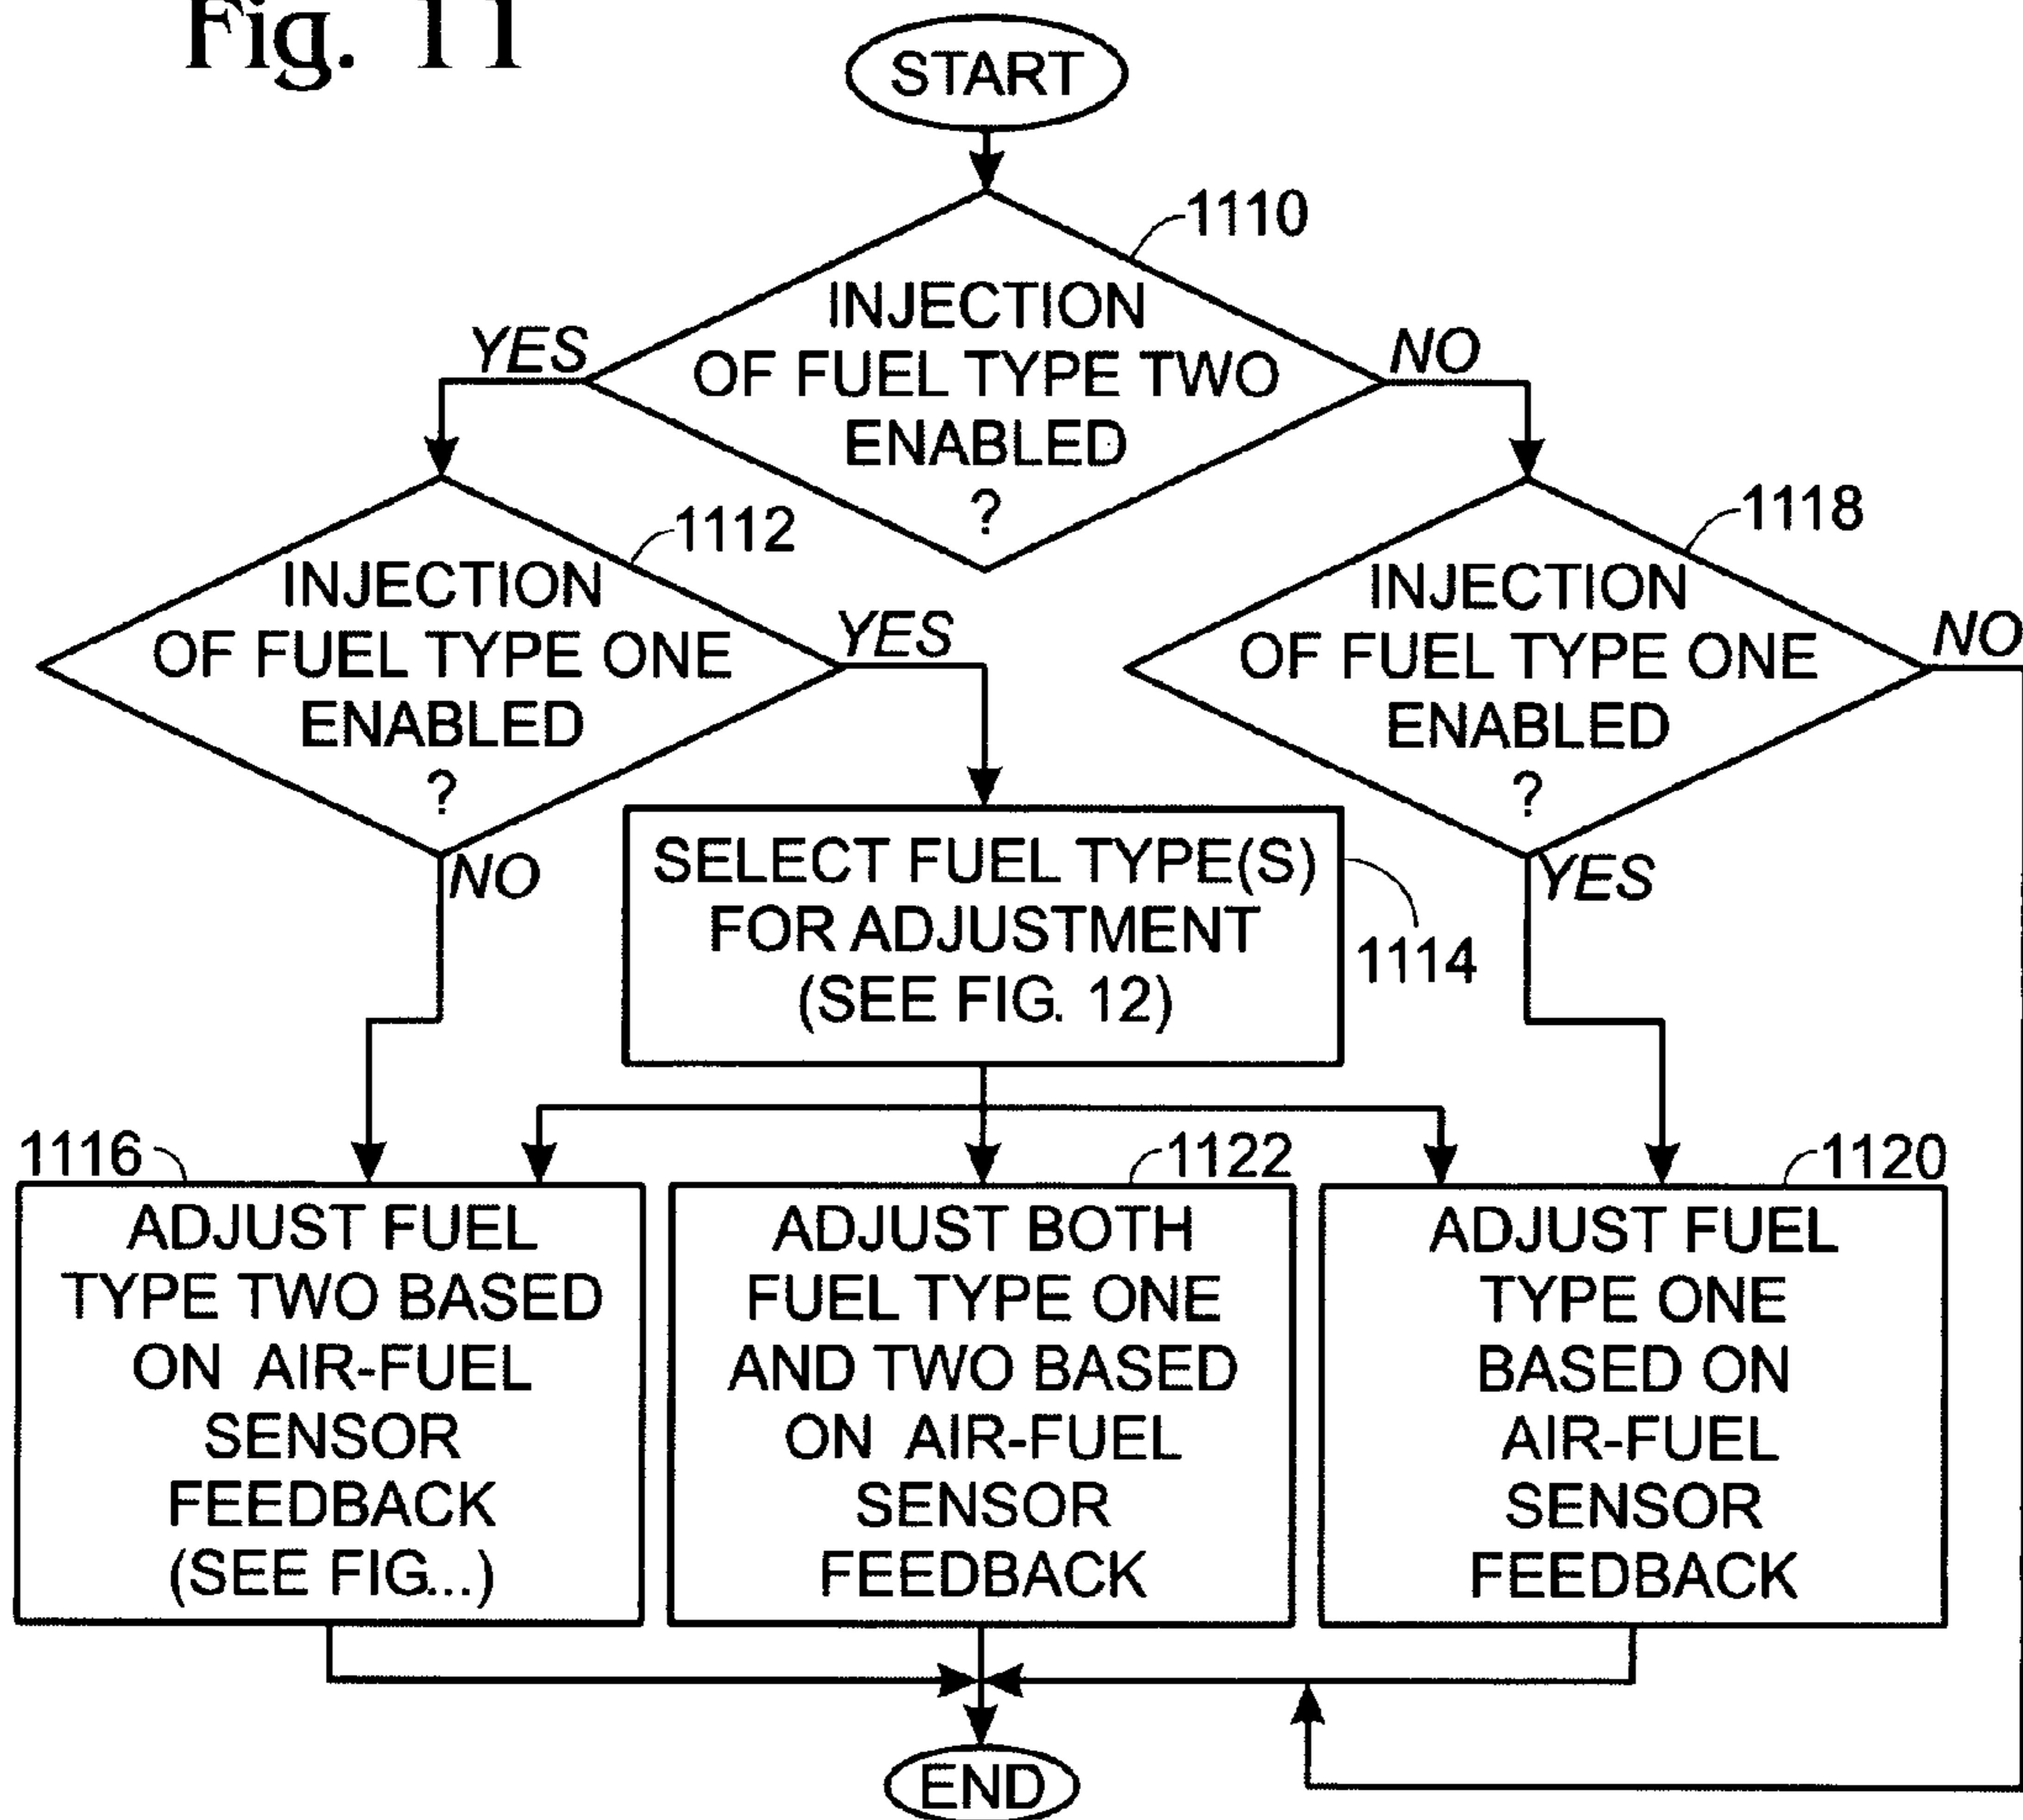 Fig. 11
START
1110
INJECTION
OF FUEL TYPE TWO
ENABLED
?
YES
NO
1112
INJECTION
OF FUEL TYPE ONE
ENABLED
?
YES
NO
1118
INJECTION
OF FUEL TYPE ONE
ENABLED
?
NO
YES
SELECT FUEL TYPE(S)
FOR ADJUSTMENT
(SEE FIG. 12)
1114
1116
ADJUST FUEL
TYPE TWO BASED
ON AIR-FUEL
SENSOR
FEEDBACK
(SEE FIG...)
1122
ADJUST BOTH
FUEL TYPE ONE
AND TWO BASED
ON AIR-FUEL
SENSOR
FEEDBACK
1120
ADJUST FUEL
TYPE ONE
BASED ON
AIR-FUEL
SENSOR
FEEDBACK
END